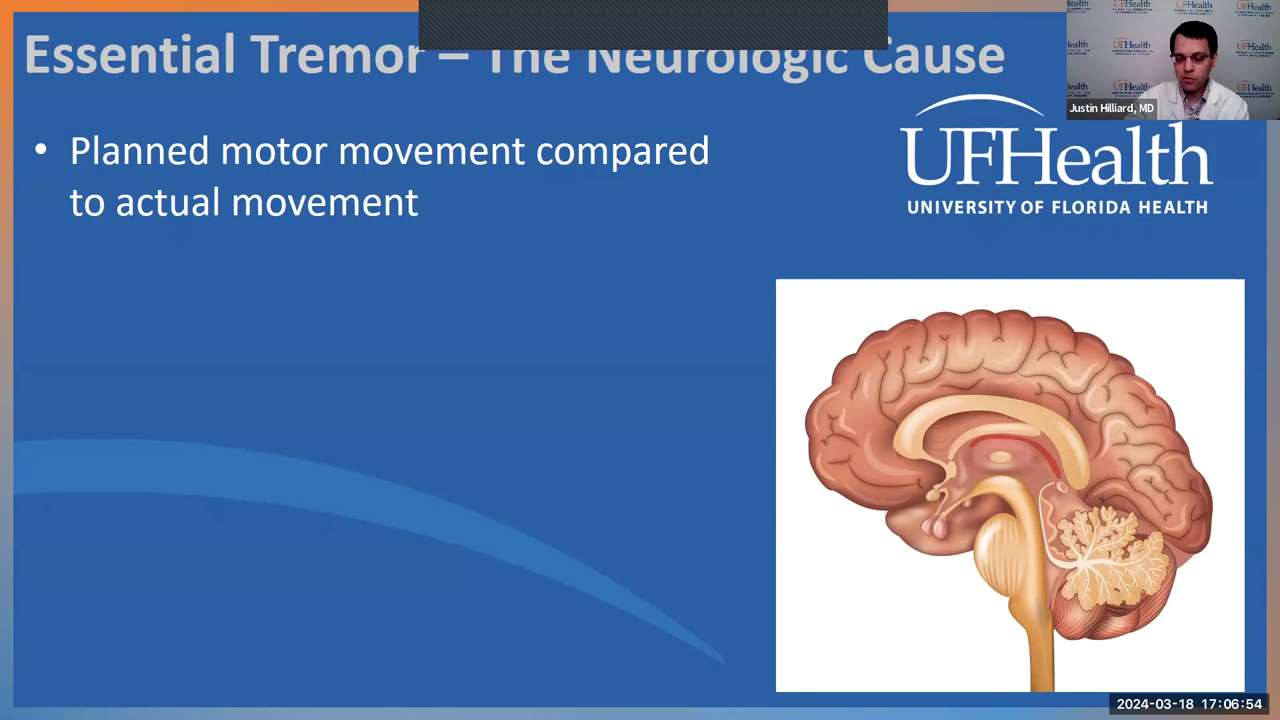 Essential Tremor – The Neurologic Cause
• Planned motor movement compared
to actual movement
UFHealth
UNIVERSITY OF FLORIDA HEALTH
Justin Hilliard, MD
2024-03-18 17:06:54